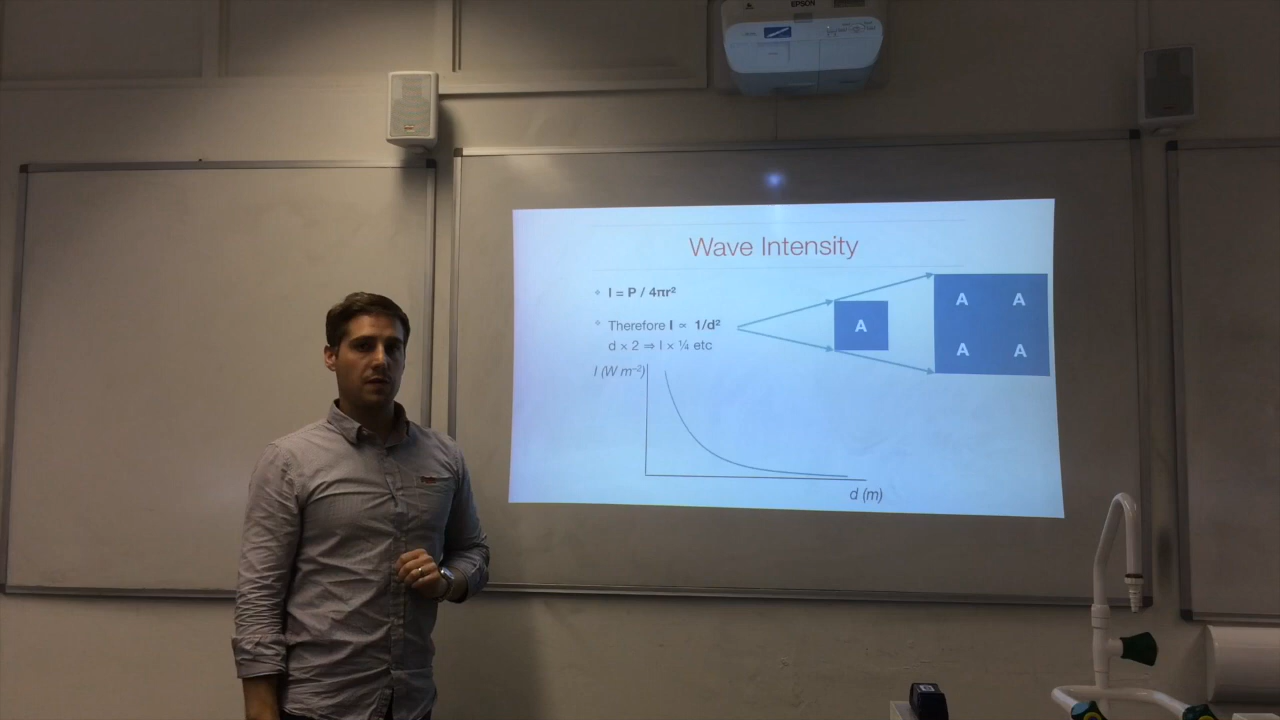 EPSON
Wave Intensity
I = P / 4πr²
Therefore I ∝ 1/d²
d x 2 ⇒ I x ¼ etc
A
A A
A A
I (W m⁻²)
d (m)